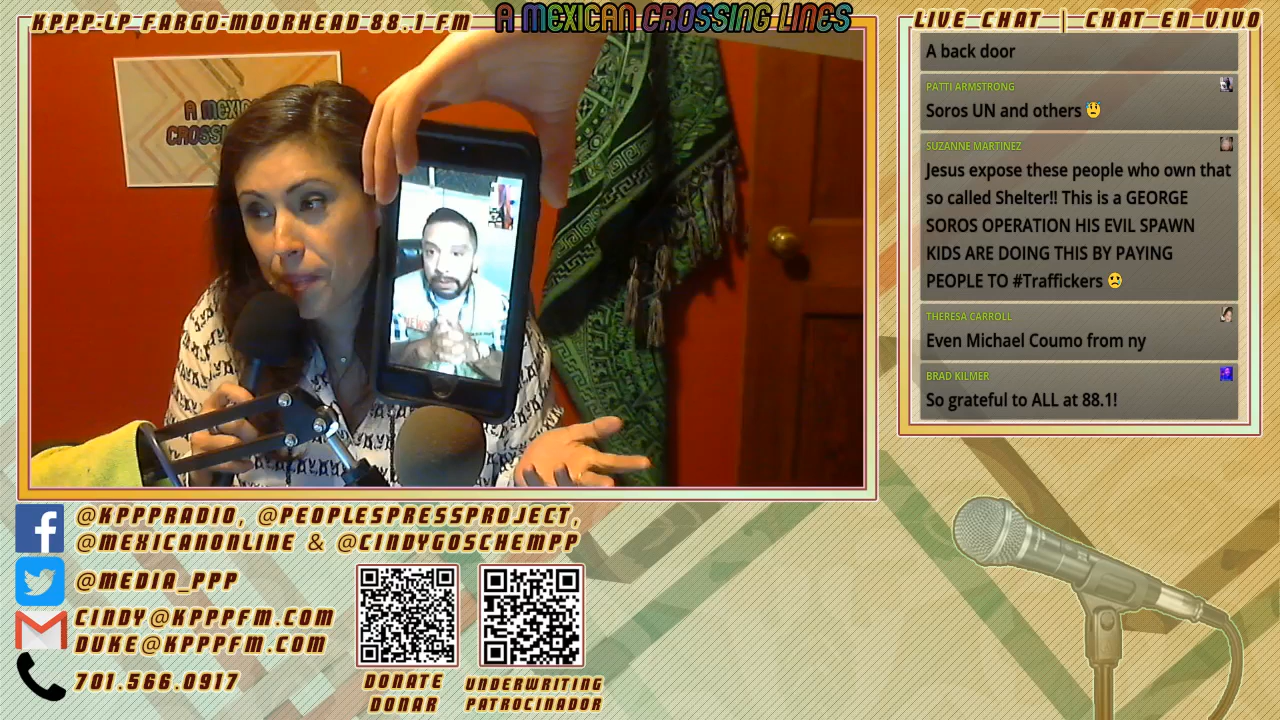 KPPP-LP FARGO-MOORHEAD 88.1 FM
A MEXICAN CROSSING LINES
LIVE CHAT | CHAT EN VIVO
A MEXIC
CROSSI
NEWS
A back door
PATTI ARMSTRONG
Soros UN and others 😰
SUZANNE MARTINEZ
Jesus expose these people who own that
so called Shelter!! This is a GEORGE
SOROS OPERATION HIS EVIL SPAWN
KIDS ARE DOING THIS BY PAYING
PEOPLE TO #Traffickers 😢
THERESA CARROLL
Even Michael Coumo from ny
BRAD KILMER
So grateful to ALL at 88.1!
@KPPPRADIO, @PEOPLESPRESSPROJECT,
@MEXICANONLINE & @CINDYGOSCHEMPP
@MEDIA_PPP
CINDY@KPPPFM.COM
DUKE@KPPPFM.COM
701.566.0917
DONATE
DONAR
UNDERWRITING
PATROCINADOR